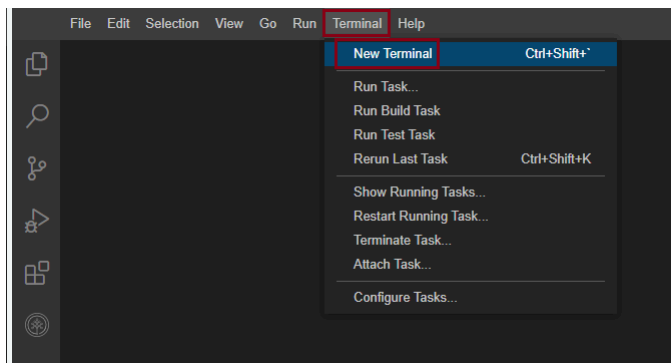 File Edit Selection View Go Run Terminal Help
New Terminal Ctrl+Shift+`
Run Task...
Run Build Task
Run Test Task
Rerun Last Task Ctrl+Shift+K
Show Running Tasks...
Restart Running Task...
Terminate Task...
Attach Task...
Configure Tasks...